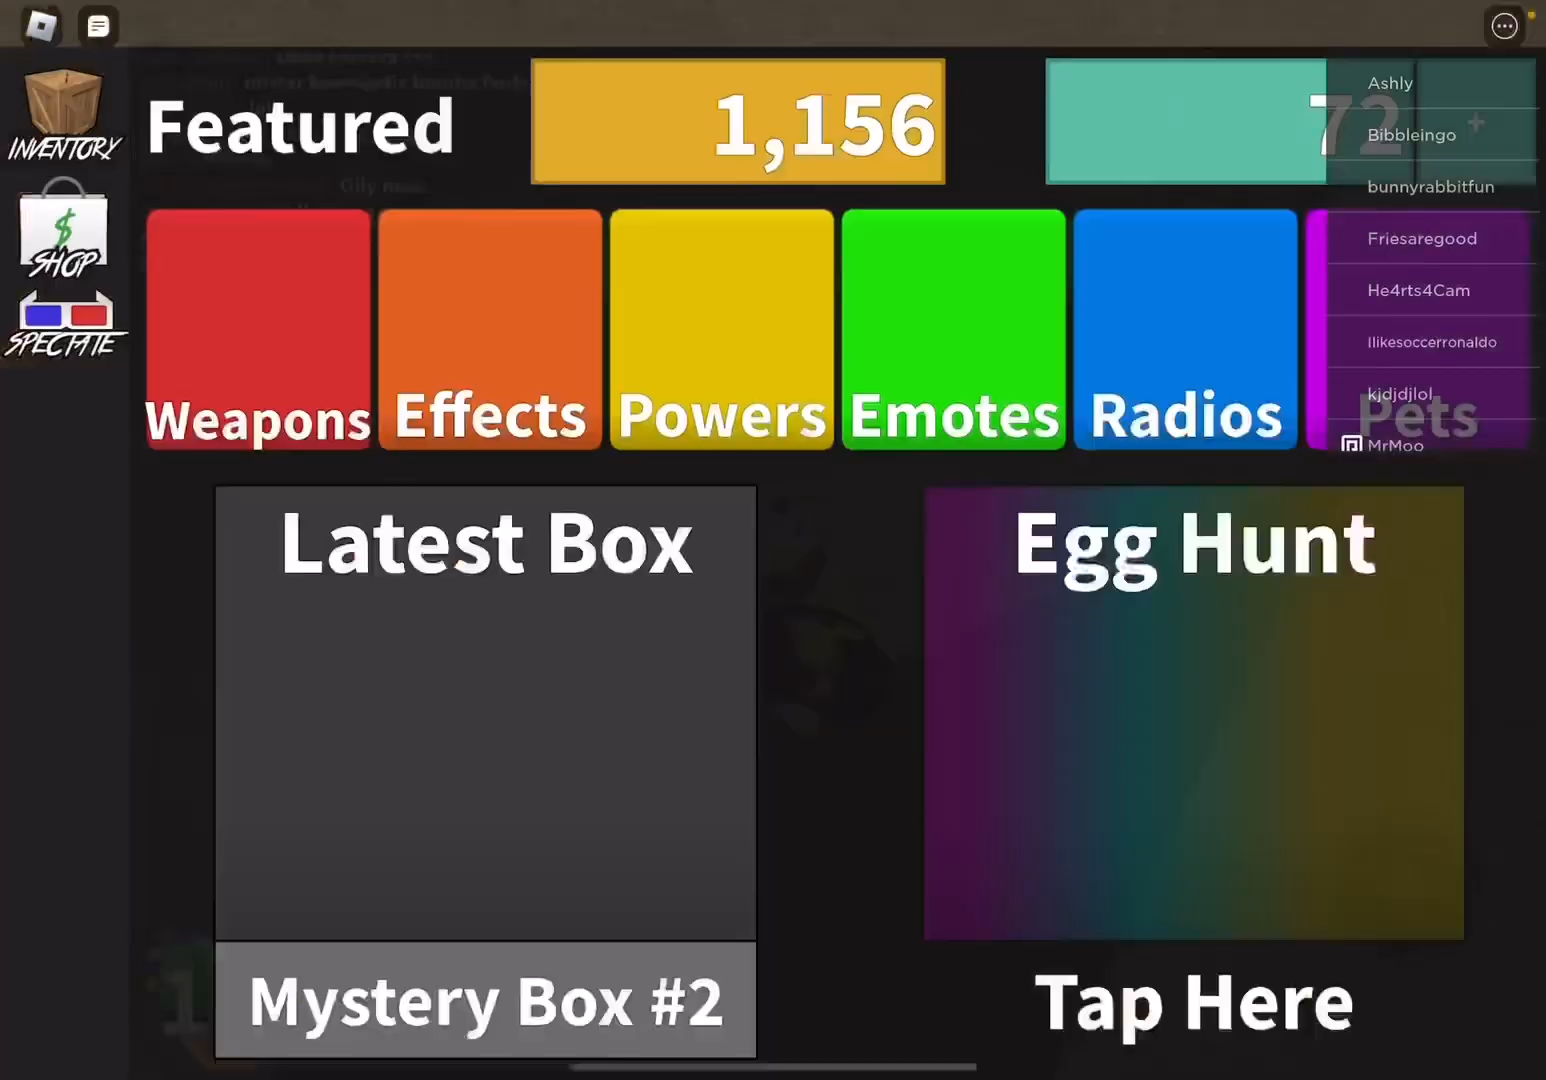 INVENTORY
SHOP
SPECTATE
Featured
1,156
72 +
Ashly
Bibbleingo
bunnyrabbitfun
Friesaregood
He4rts4Cam
Ilikesoccerronaldo
kjdjdjlol
MrMoo
Weapons
Effects
Powers
Emotes
Radios
Pets
Latest Box
Mystery Box #2
Egg Hunt
Tap Here